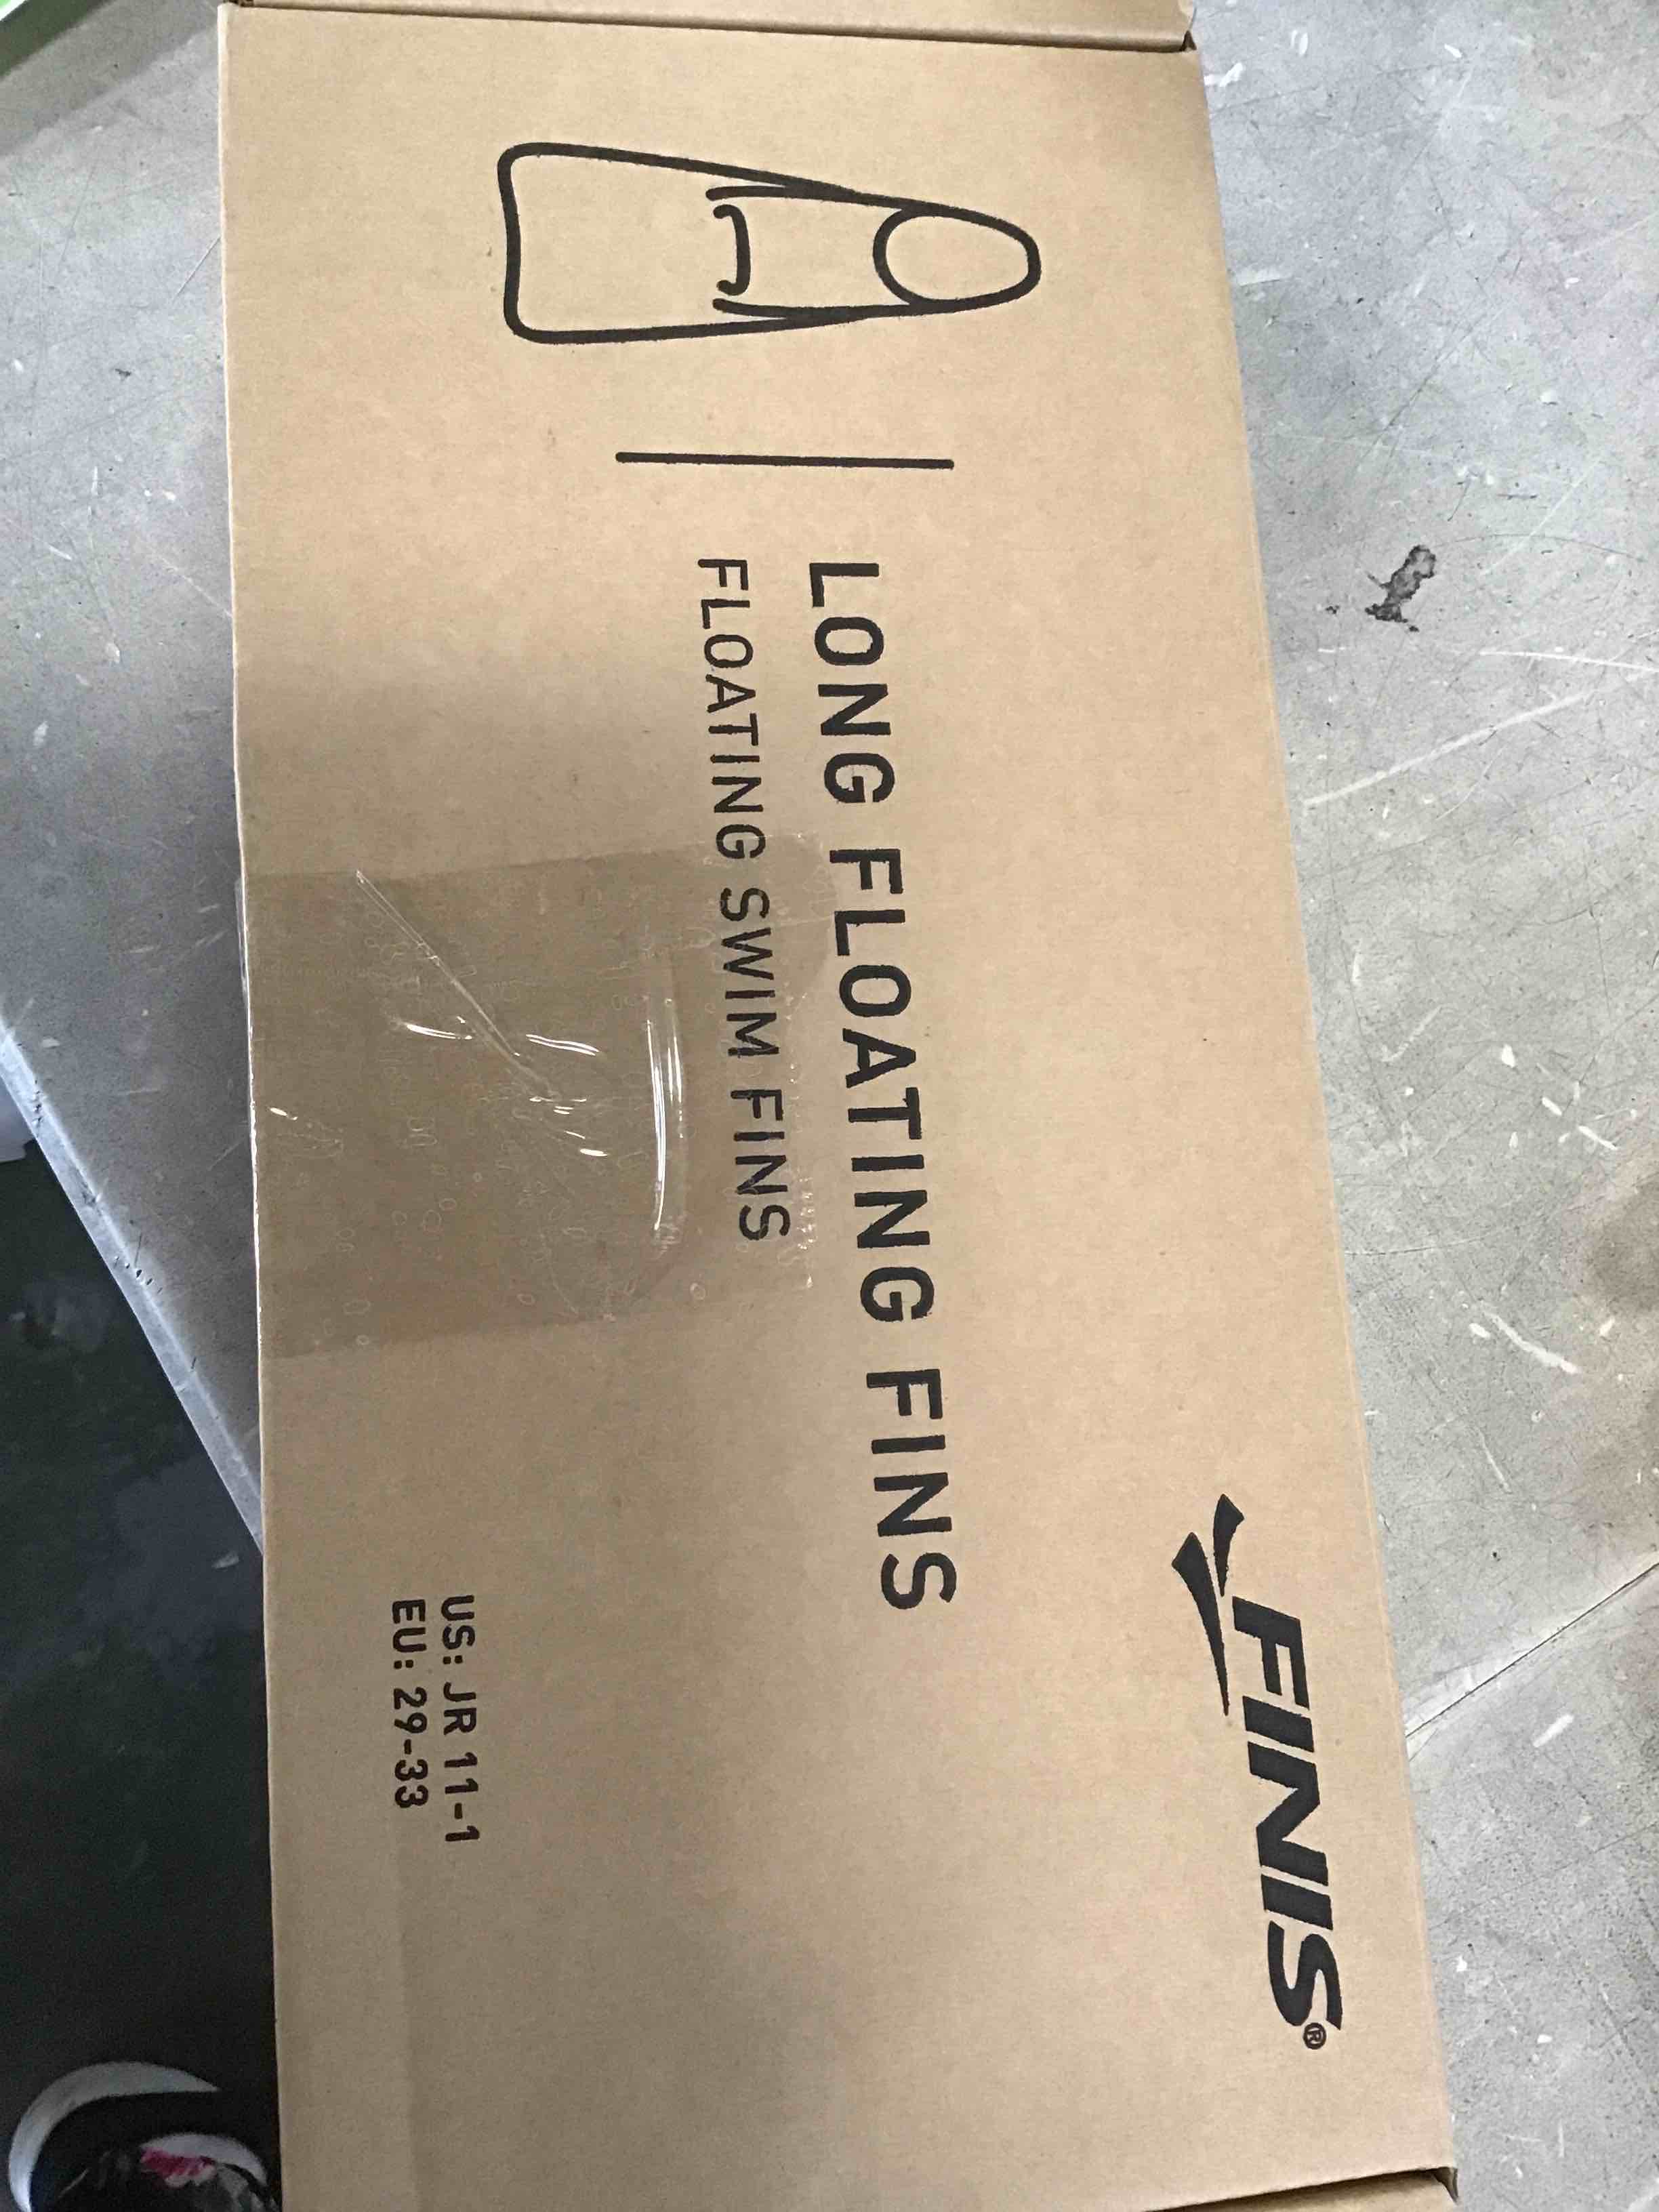 FINIS®
LONG FLOATING FINS
FLOATING SWIM FINS
US: JR 11-1
EU: 29-33